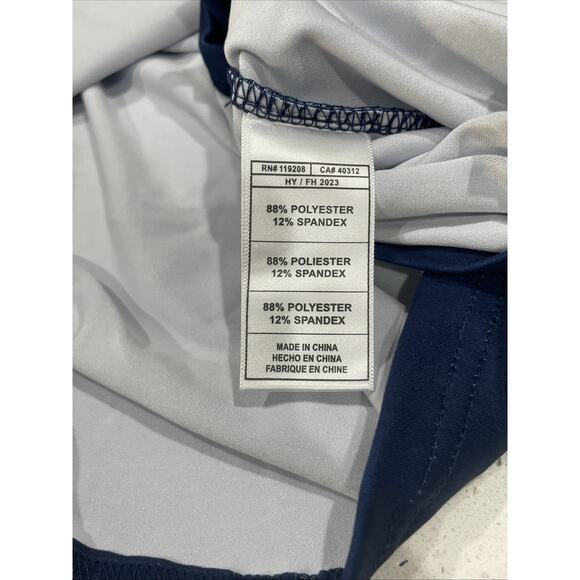 RN# 119208 CA# 40312
HY / FH 2023
88% POLYESTER
12% SPANDEX
88% POLIESTER
12% SPANDEX
88% POLYESTER
12% SPANDEX
MADE IN CHINA
HECHO EN CHINA
FABRIQUE EN CHINE